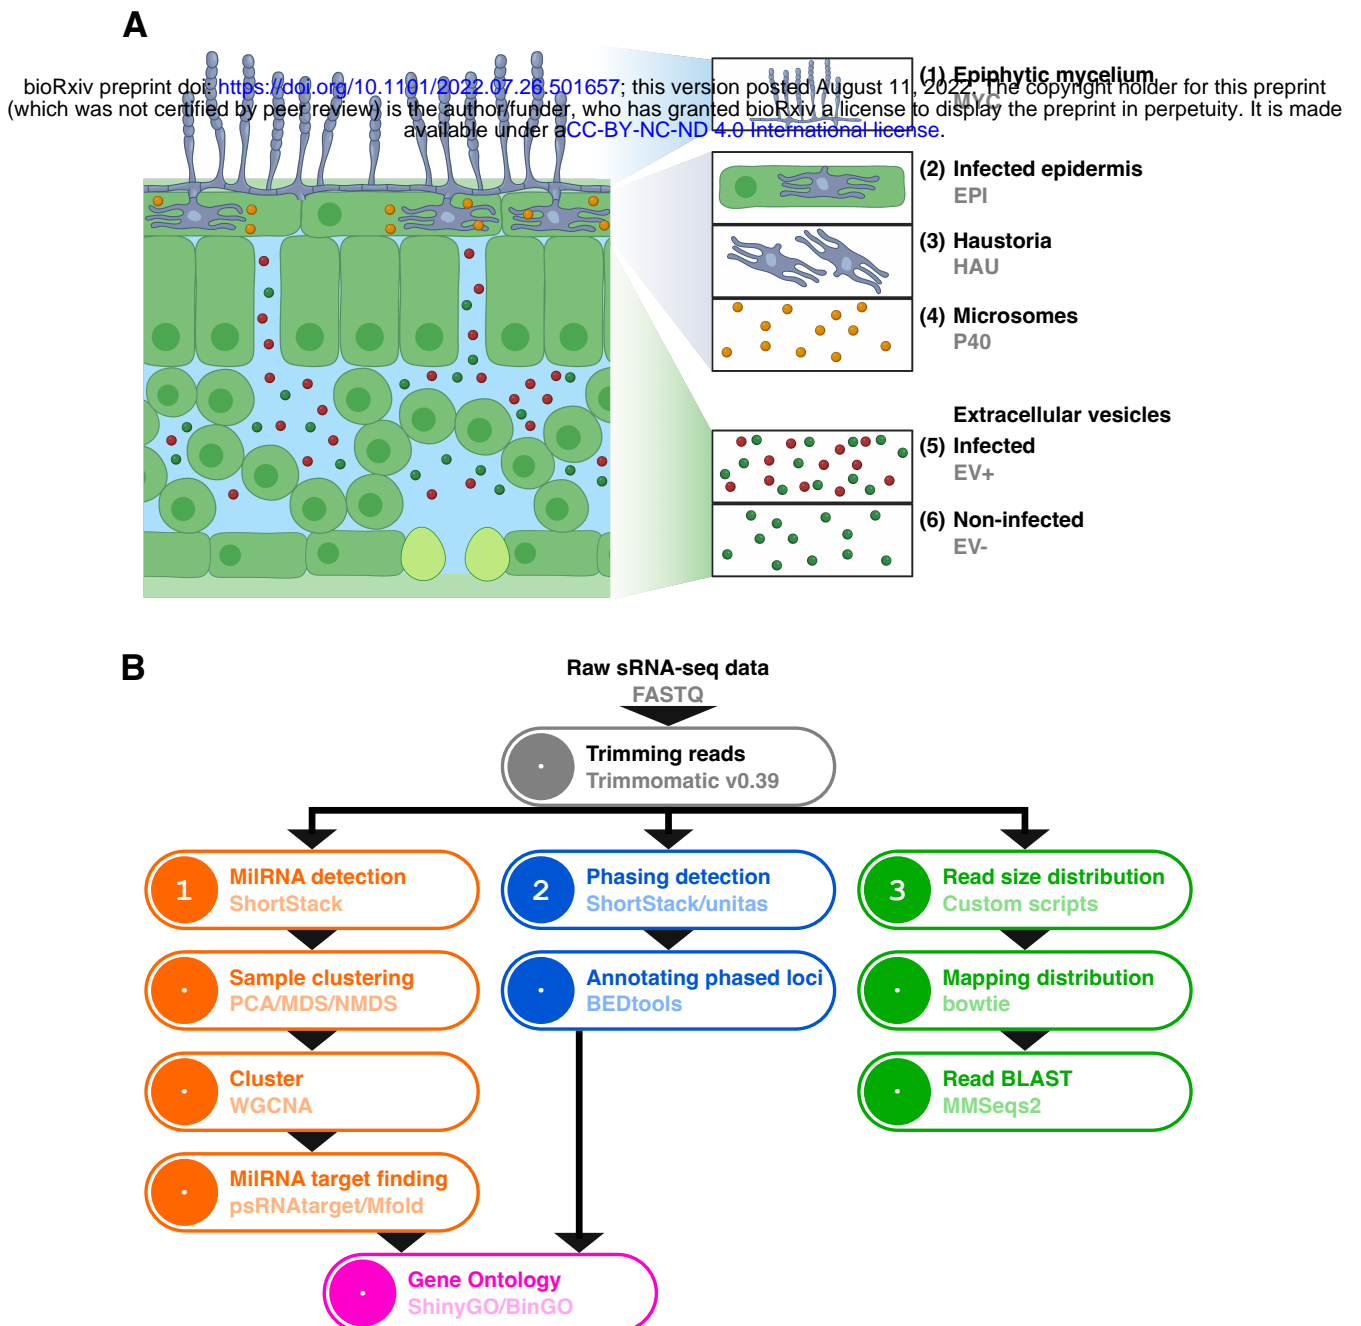 A
bioRxiv preprint doi: https://doi.org/10.1101/2022.07.26.501657; this version posted August 11, 2022. The copyright holder for this preprint
(which was not certified by peer review) is the author/funder, who has granted bioRxiv a license to display the preprint in perpetuity. It is made
available under aCC-BY-NC-ND 4.0 International license.
(1) Epiphytic mycelium
MYC
(2) Infected epidermis
EPI
(3) Haustoria
HAU
(4) Microsomes
P40
Extracellular vesicles
(5) Infected
EV+
(6) Non-infected
EV-
B
Raw sRNA-seq data
FASTQ
Trimming reads
Trimmomatic v0.39
1 MilRNA detection
ShortStack
Sample clustering
PCA/MDS/NMDS
Cluster
WGCNA
MilRNA target finding
psRNAtarget/Mfold
2 Phasing detection
ShortStack/unitas
Annotating phased loci
BEDtools
3 Read size distribution
Custom scripts
Mapping distribution
bowtie
Read BLAST
MMSeqs2
Gene Ontology
ShinyGO/BinGO